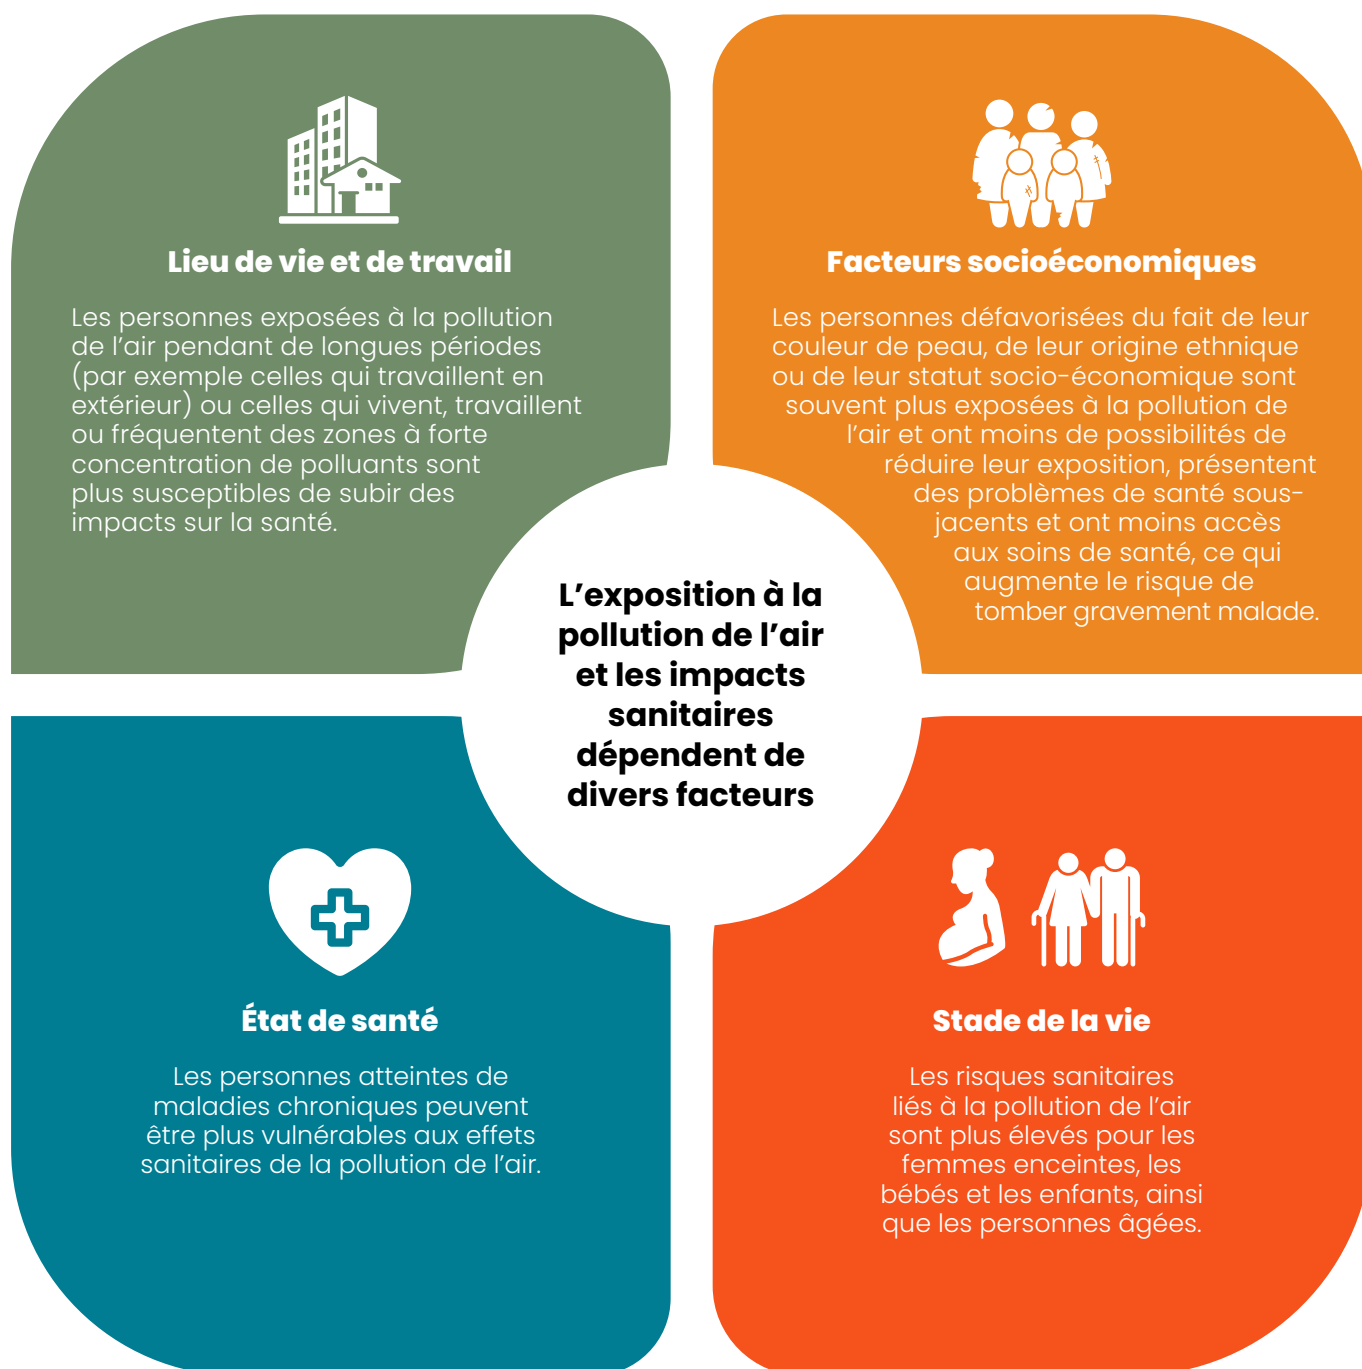 Lieu de vie et de travail
Les personnes exposées à la pollution
de l’air pendant de longues périodes
(par exemple celles qui travaillent en
extérieur) ou celles qui vivent, travaillent
ou fréquentent des zones à forte
concentration de polluants sont
plus susceptibles de subir des
impacts sur la santé.
Facteurs socioéconomiques
Les personnes défavorisées du fait de leur
couleur de peau, de leur origine ethnique
ou de leur statut socio-économique sont
souvent plus exposées à la pollution de
l’air et ont moins de possibilités de
réduire leur exposition, présentent
des problèmes de santé sous-
jacents et ont moins accès
aux soins de santé, ce qui
augmente le risque de
tomber gravement malade.
L’exposition à la
pollution de l’air
et les impacts
sanitaires
dépendent de
divers facteurs
État de santé
Les personnes atteintes de
maladies chroniques peuvent
être plus vulnérables aux effets
sanitaires de la pollution de l’air.
Stade de la vie
Les risques sanitaires
liés à la pollution de l’air
sont plus élevés pour les
femmes enceintes, les
bébés et les enfants, ainsi
que les personnes âgées.